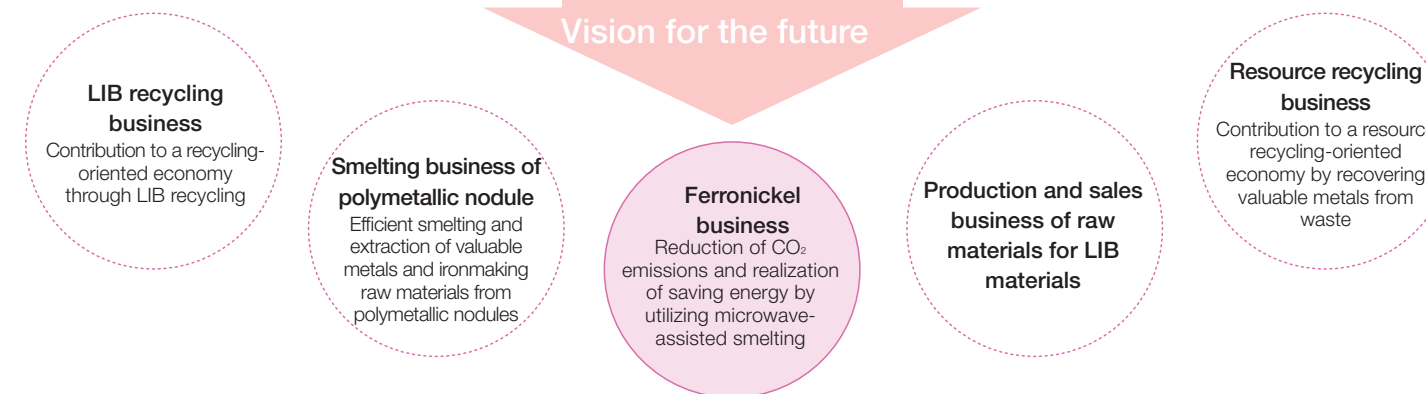 Vision for the future
LIB recycling
business
Contribution to a recycling-
oriented economy
through LIB recycling
Smelting business of
polymetallic nodule
Efficient smelting and
extraction of valuable
metals and ironmaking
raw materials from
polymetallic nodules
Ferronickel
business
Reduction of CO₂
emissions and realization
of saving energy by
utilizing microwave-
assisted smelting
Production and sales
business of raw
materials for LIB
materials
Resource recycling
business
Contribution to a resourc
recycling-oriented
economy by recovering
valuable metals from
waste